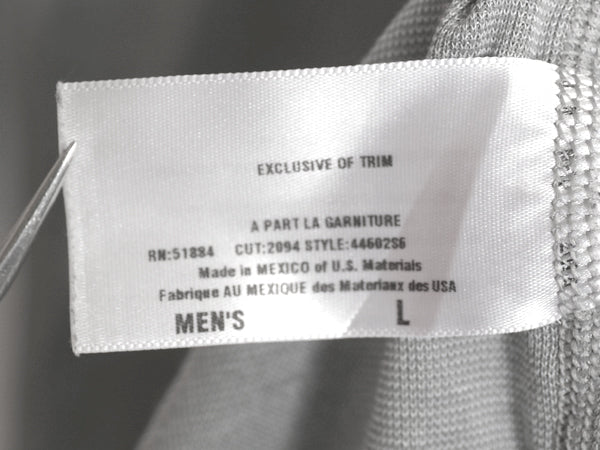 EXCLUSIVE OF TRIM
A PART LA GARNITURE
RN:51884 CUT:2094 STYLE:44602S6
Made in MEXICO of U.S. Materials
Fabrique AU MEXIQUE des Materiaux des USA
MEN'S L